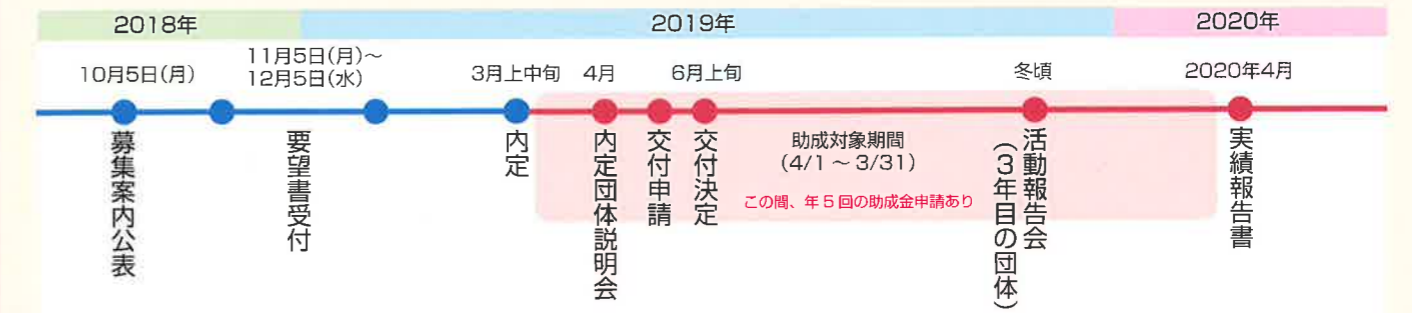 2018年
2019年
2020年
10月5日(月)
11月5日(月)～
12月5日(水)
3月上中旬
4月
6月上旬
冬頃
2020年4月
募集案内公表
要望書受付
内定
内定団体説明会
交付申請
交付決定
助成対象期間
(4/1 ～ 3/31)
この間、年５回の助成金申請あり
活動報告会
(３年目の団体)
実績報告書